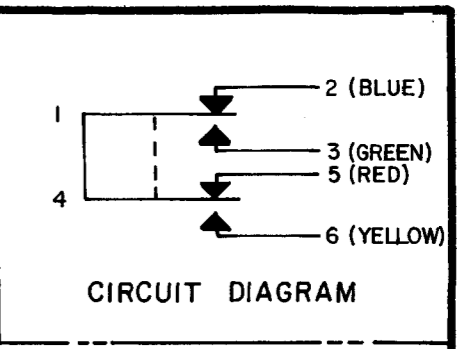 2 (BLUE)
1
3 (GREEN)
5 (RED)
4
6 (YELLOW)
CIRCUIT DIAGRAM